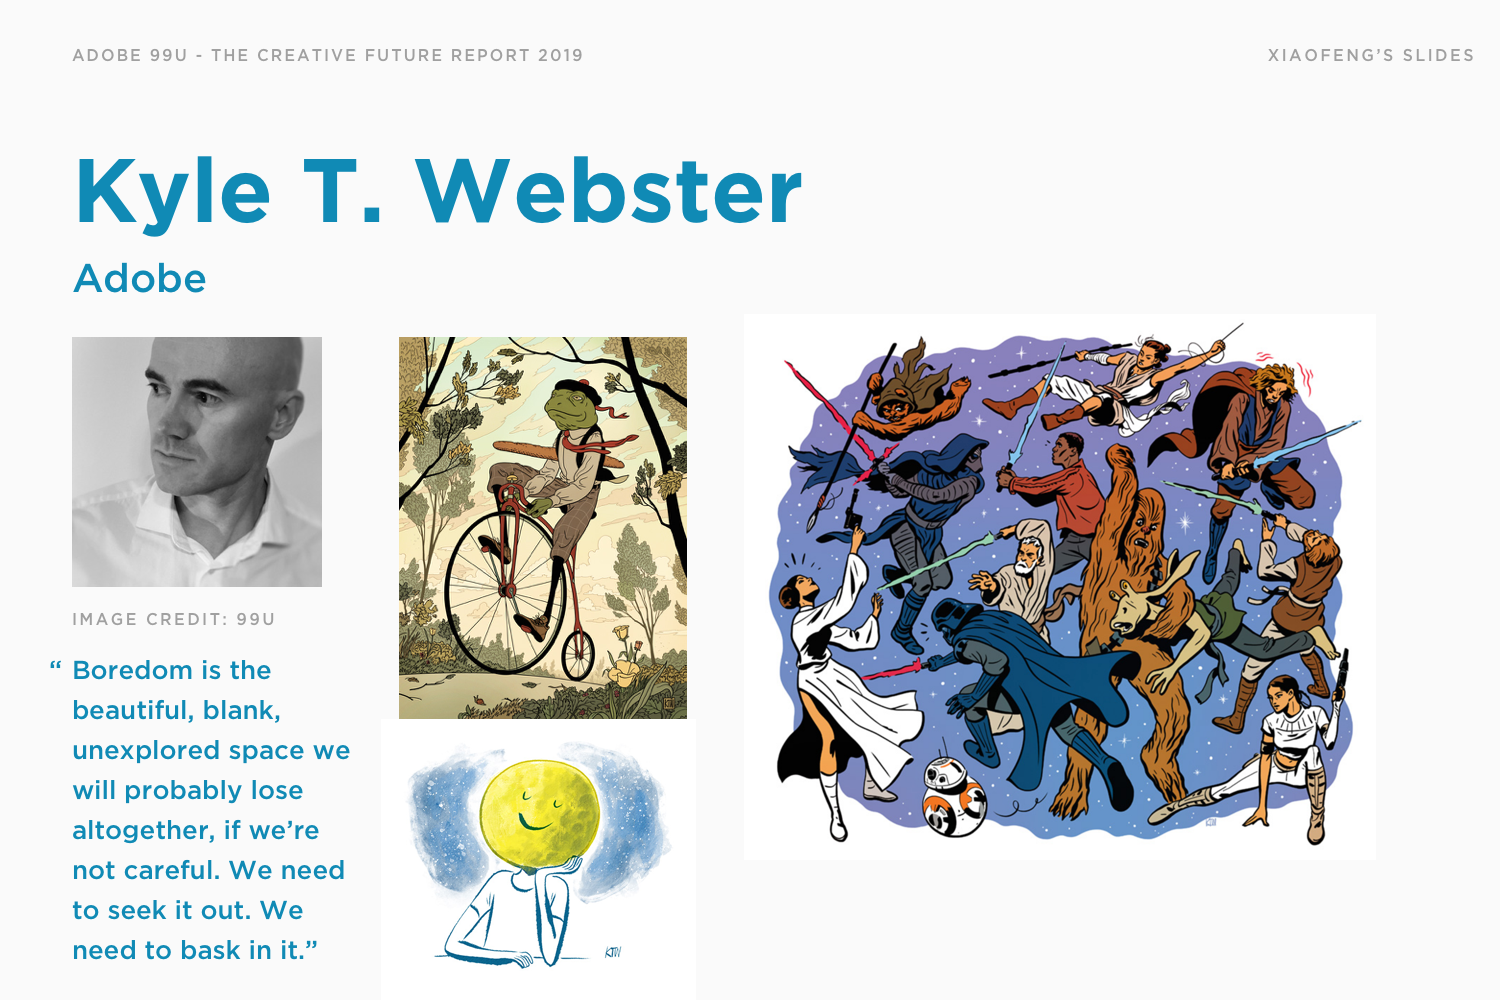 ADOBE 99U - THE CREATIVE FUTURE REPORT 2019
XIAOFENG’S SLIDES
Kyle T. Webster
Adobe
IMAGE CREDIT: 99U
“ Boredom is the
beautiful, blank,
unexplored space we
will probably lose
altogether, if we’re
not careful. We need
to seek it out. We
need to bask in it.”
KTW